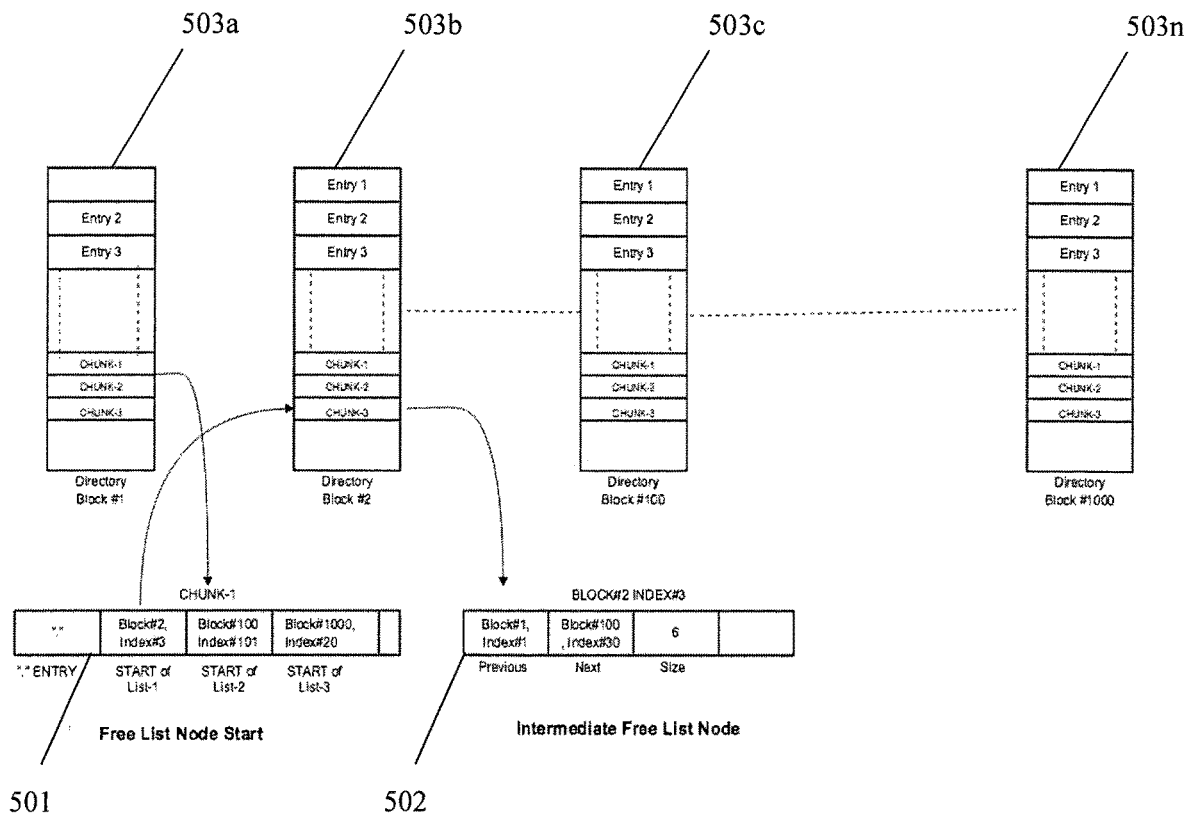 503a
503b
503c
503n
Entry 2
Entry 3
CHUNK-1
CHUNK-2
CHUNK-3
Directory
Block #1
Entry 1
Entry 2
Entry 3
CHUNK-1
CHUNK-2
CHUNK-3
Directory
Block #2
Entry 1
Entry 2
Entry 3
CHUNK-1
CHUNK-2
CHUNK-3
Directory
Block #100
Entry 1
Entry 2
Entry 3
CHUNK-1
CHUNK-2
CHUNK-3
Directory
Block #1000
CHUNK-1
"."
Block#2,
Index#3
Block#100
Index#101
Block#1000,
Index#20
"." ENTRY
START of
List-1
START of
List-2
START of
List-3
Free List Node Start
BLOCK#2 INDEX#3
Block#1,
Index#1
Block#100
, Index#30
6
Previous
Next
Size
Intermediate Free List Node
501
502